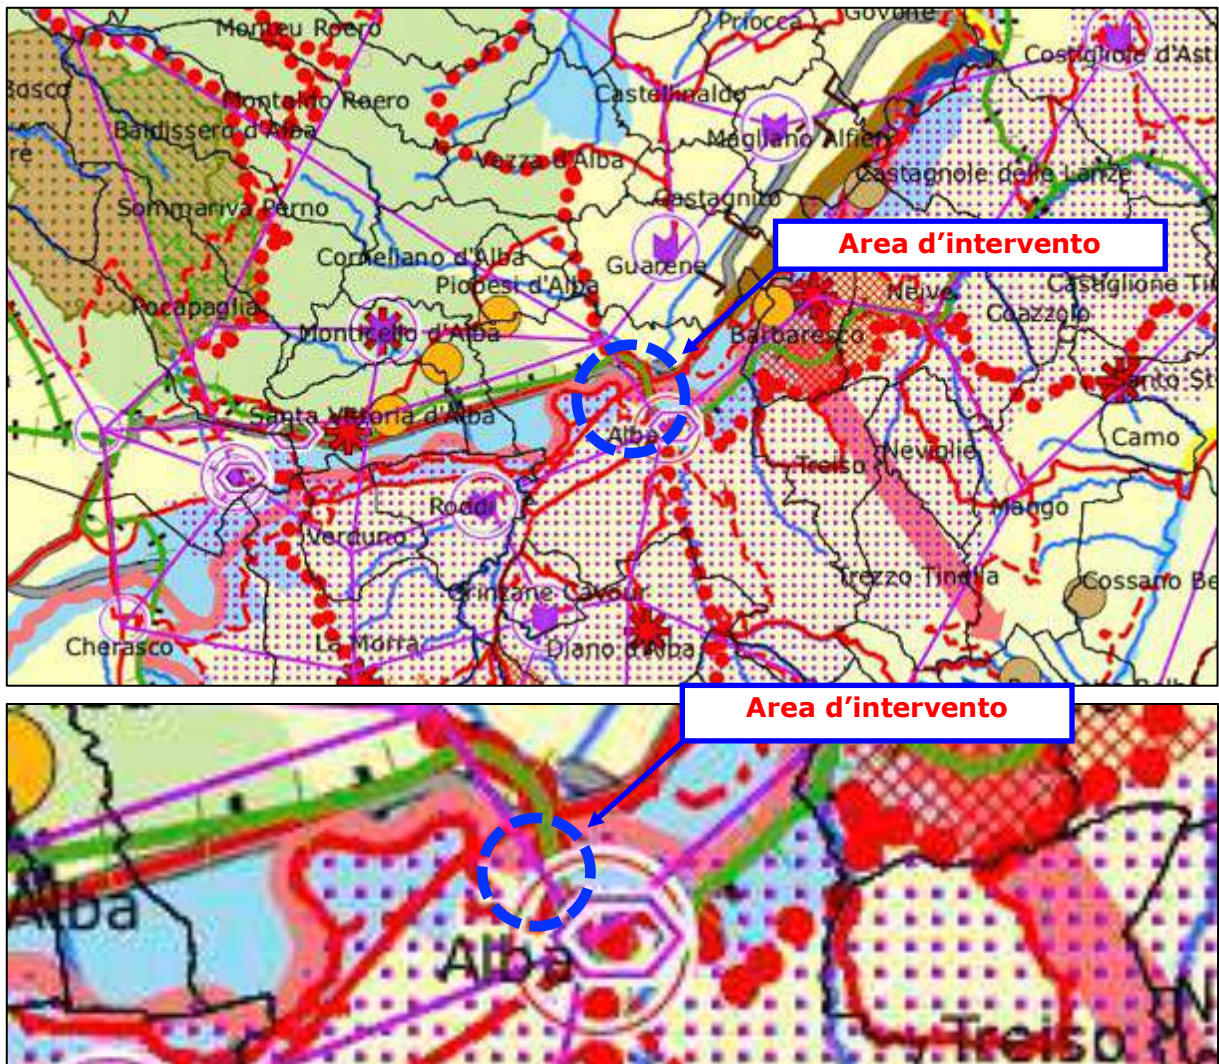 Monteu Roero
Priocca
Govone
Costigliole d'Asti
Bosco
Montaldo Roero
Castellinaldo
Baldissero d'Alba
Magliano Alfieri
Vezza d'Alba
Castagnole delle Lanze
Sommariva Perno
Castagnito
Area d'intervento
Corneliano d'Alba
Guarene
Piobesi d'Alba
Neive
Castiglione Ti
Pocapaglia
Coazzolo
Monticello d'Alba
Barbaresco
Santo St
Santa Vittoria d'Alba
Alba
Camo
Neviglie
Treiso
Roddi
Mango
Verduno
Trezzo Tinella
Cossano Be
Grinzane Cavour
Cherasco
La Morra
Diano d'Alba
Area d'intervento
Alba
Alba
Treiso